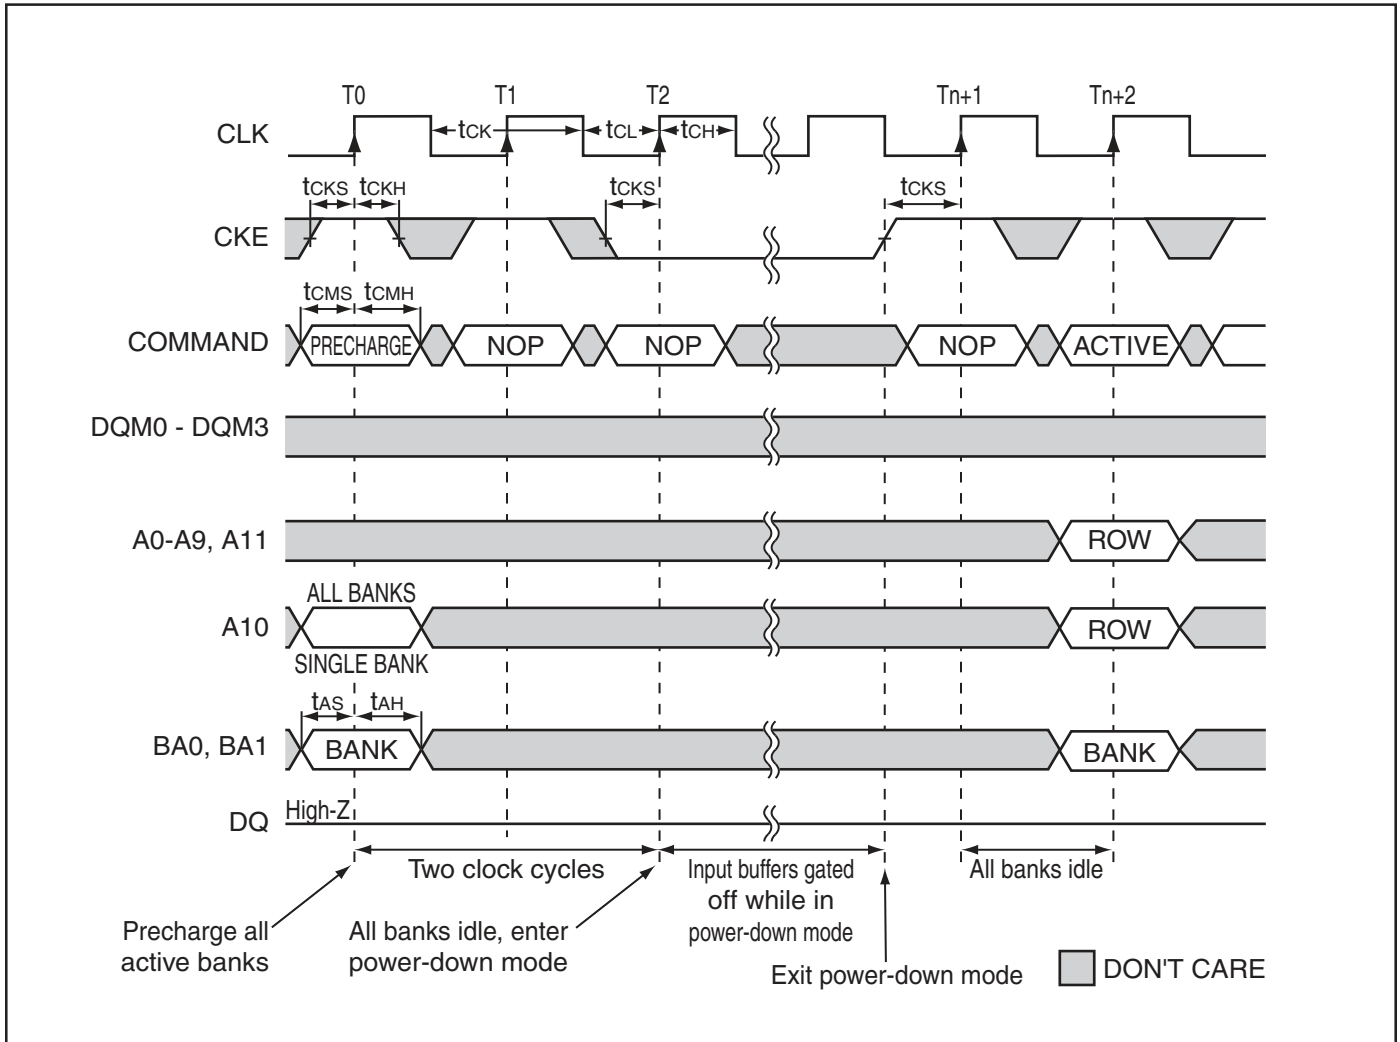 T0 T1 T2 Tn+1 Tn+2
CLK tCK tCL tCH
tCKS tCKH tCKS tCKS
CKE
tCMS tCMH
COMMAND PRECHARGE NOP NOP NOP ACTIVE
DQM0 - DQM3
A0-A9, A11 ROW
ALL BANKS
A10 ROW
SINGLE BANK
tAS tAH
BA0, BA1 BANK BANK
DQ High-Z
Two clock cycles
Input buffers gated
off while in
power-down mode
All banks idle
Precharge all
active banks
All banks idle, enter
power-down mode
Exit power-down mode
DON'T CARE